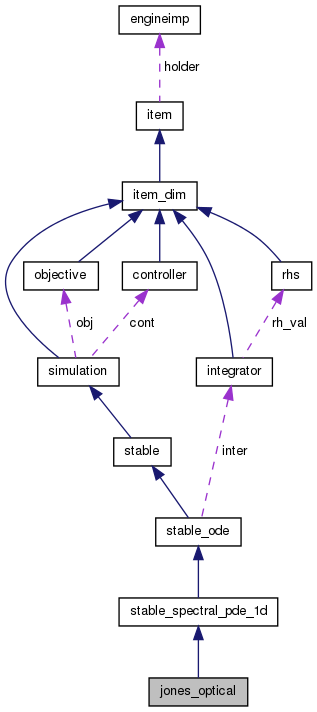 engineimp
holder
item
item_dim
objective
controller
rhs
obj
cont
rh_val
simulation
integrator
stable
inter
stable_ode
stable_spectral_pde_1d
jones_optical